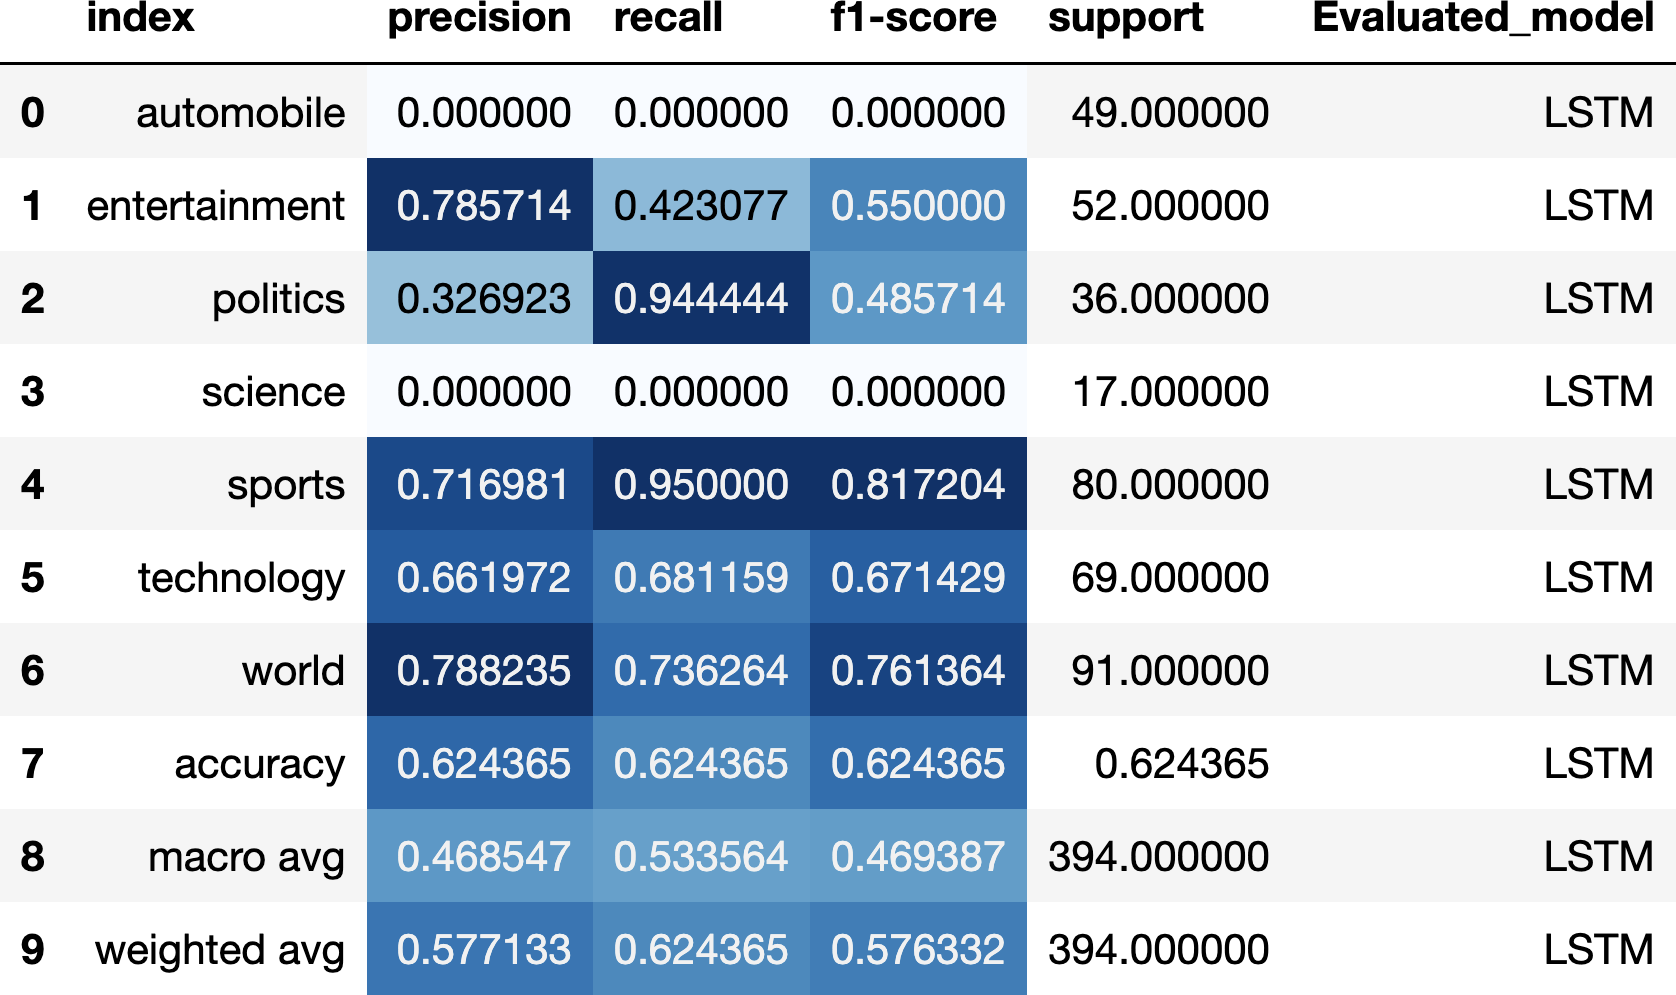 index precision recall f1-score support Evaluated_model
0 automobile 0.000000 0.000000 0.000000 49.000000 LSTM
1 entertainment 0.785714 0.423077 0.550000 52.000000 LSTM
2 politics 0.326923 0.944444 0.485714 36.000000 LSTM
3 science 0.000000 0.000000 0.000000 17.000000 LSTM
4 sports 0.716981 0.950000 0.817204 80.000000 LSTM
5 technology 0.661972 0.681159 0.671429 69.000000 LSTM
6 world 0.788235 0.736264 0.761364 91.000000 LSTM
7 accuracy 0.624365 0.624365 0.624365 0.624365 LSTM
8 macro avg 0.468547 0.533564 0.469387 394.000000 LSTM
9 weighted avg 0.577133 0.624365 0.576332 394.000000 LSTM